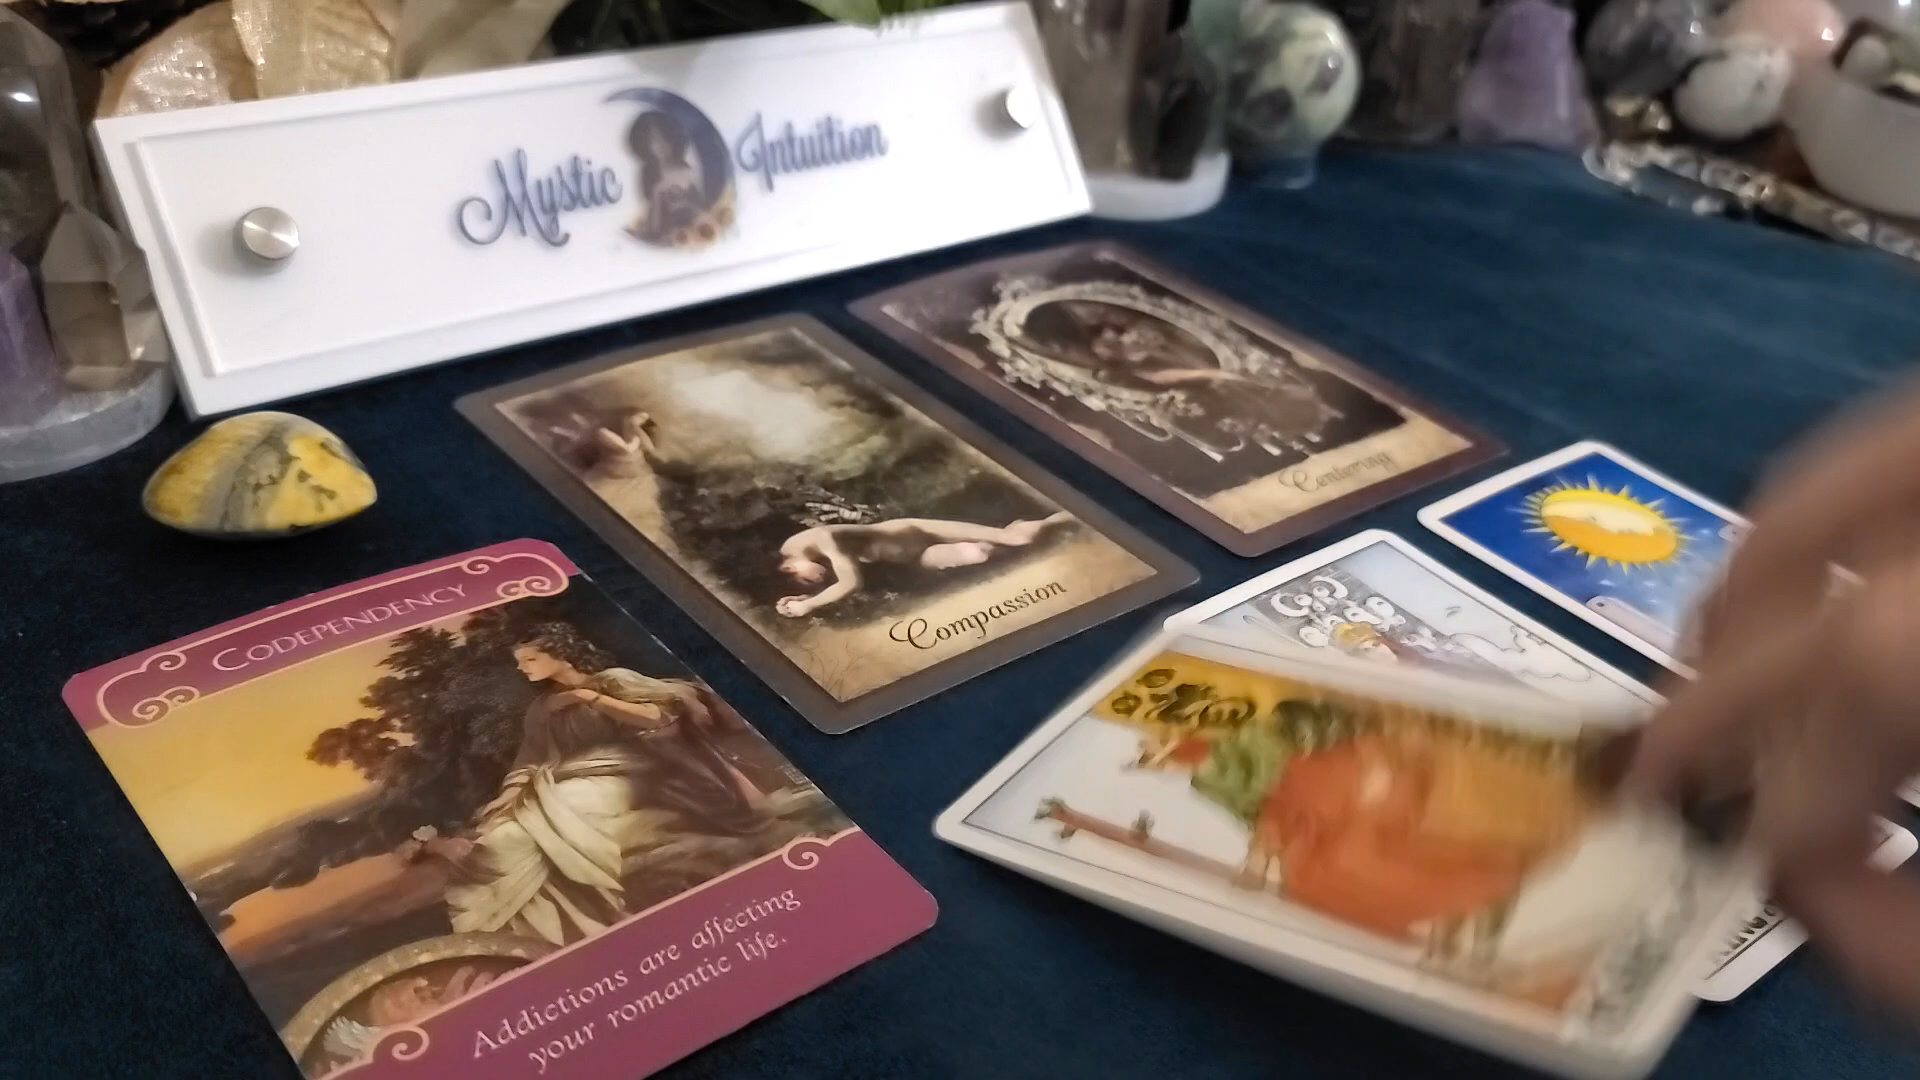 Mystic Intuition
Centering
Compassion
CODEPENDENCY
Addictions are affecting
your romantic life.